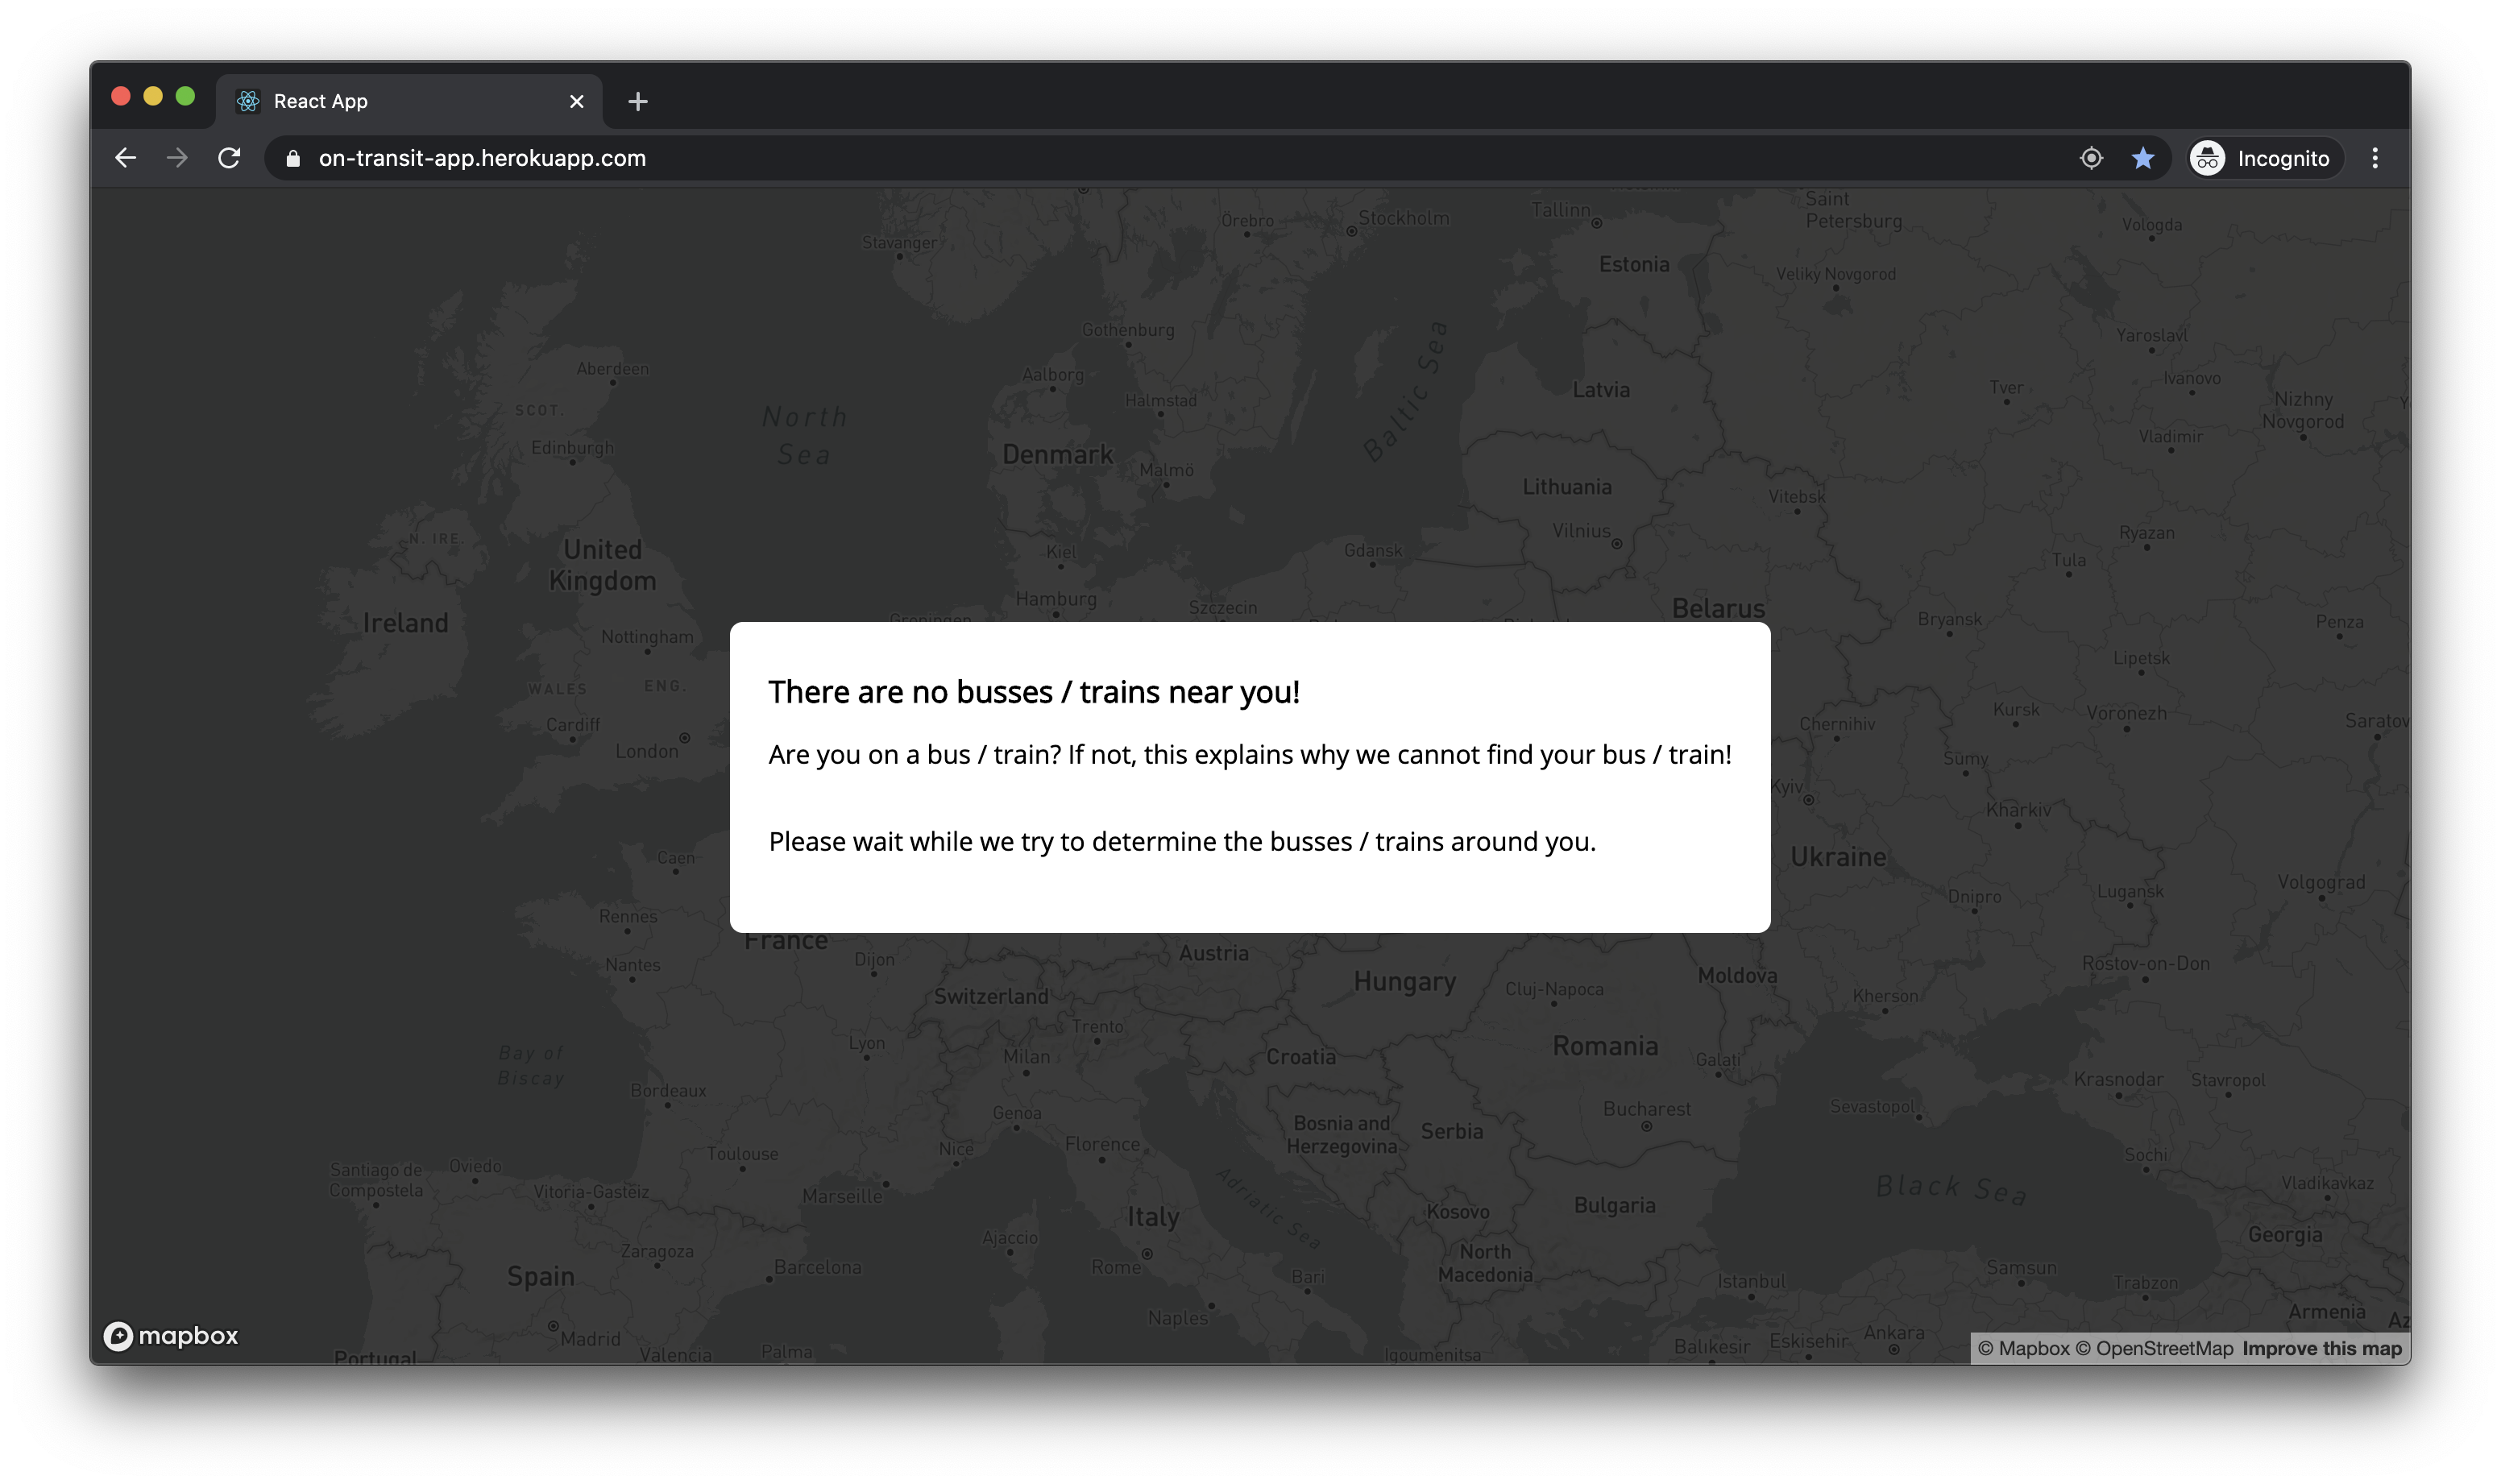 React App
on-transit-app.herokuapp.com
Incognito
Stavanger
Örebro
Stockholm
Tallinn
Saint
Petersburg
Vologda
Estonia
Veliky Novgorod
Gothenburg
Yaroslavl
Aberdeen
Aalborg
Halmstad
Baltic Sea
Latvia
Tver
Ivanovo
Nizhny
Novgorod
SCOT.
North
Sea
Edinburgh
Denmark
Malmö
Vladimir
Lithuania
Vitebsk
Vilnius
Ryazan
N. IRE.
United
Kingdom
Kiel
Gdansk
Tula
Ireland
Hamburg
Szczecin
Belarus
Bryansk
Penza
Groningen
Nottingham
Lipetsk
WALES
ENG.
There are no busses / trains near you!
Cardiff
London
Chernihiv
Kursk
Voronezh
Saratov
Are you on a bus / train? If not, this explains why we cannot find your bus / train!
Sumy
Kyiv
Kharkiv
Please wait while we try to determine the busses / trains around you.
Caen
Ukraine
Lugansk
Volgograd
Dnipro
Rennes
France
Nantes
Dijon
Austria
Switzerland
Hungary
Cluj-Napoca
Moldova
Rostov-on-Don
Kherson
Trento
Lyon
Milan
Croatia
Romania
Galati
Bay of
Biscay
Bordeaux
Krasnodar
Stavropol
Genoa
Bucharest
Sevastopol
Bosnia and
Herzegovina
Serbia
Florence
Nice
Toulouse
Sochi
Santiago de
Compostela
Oviedo
Vitoria-Gasteiz
Marseille
Adriatic Sea
Black Sea
Vladikavkaz
Kosovo
Bulgaria
Italy
Ajaccio
Georgia
Zaragoza
Rome
North
Macedonia
Barcelona
Spain
Bari
Istanbul
Samsun
Trabzon
Naples
Armenia
Az
mapbox
Madrid
Valencia
Palma
Portugal
Igoumenitsa
Balıkesir
Eskisehir
Ankara
© Mapbox © OpenStreetMap Improve this map